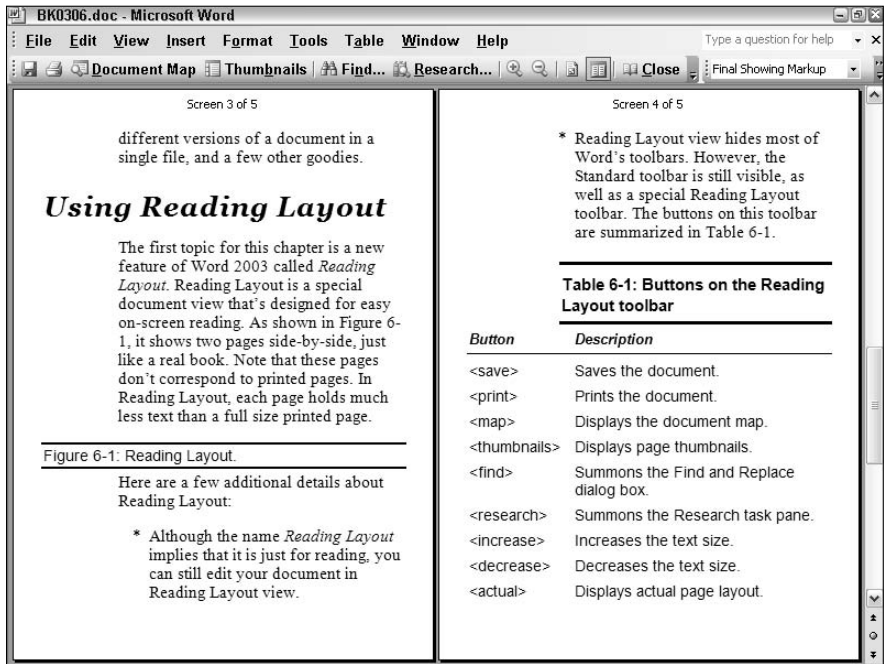 BK0306.doc - Microsoft Word
File Edit View Insert Format Tools Table Window Help Type a question for help
Document Map Thumbnails Find... Research... Close Final Showing Markup
Screen 3 of 5
different versions of a document in a
single file, and a few other goodies.
Using Reading Layout
The first topic for this chapter is a new
feature of Word 2003 called Reading
Layout. Reading Layout is a special
document view that's designed for easy
on-screen reading. As shown in Figure 6-
1, it shows two pages side-by-side, just
like a real book. Note that these pages
don't correspond to printed pages. In
Reading Layout, each page holds much
less text than a full size printed page.
Figure 6-1: Reading Layout.
Here are a few additional details about
Reading Layout:
* Although the name Reading Layout
implies that it is just for reading, you
can still edit your document in
Reading Layout view.
Screen 4 of 5
* Reading Layout view hides most of
Word's toolbars. However, the
Standard toolbar is still visible, as
well as a special Reading Layout
toolbar. The buttons on this toolbar
are summarized in Table 6-1.
Table 6-1: Buttons on the Reading
Layout toolbar
Button Description
<save> Saves the document.
<print> Prints the document.
<map> Displays the document map.
<thumbnails> Displays page thumbnails.
<find> Summons the Find and Replace
dialog box.
<research> Summons the Research task pane.
<increase> Increases the text size.
<decrease> Decreases the text size.
<actual> Displays actual page layout.